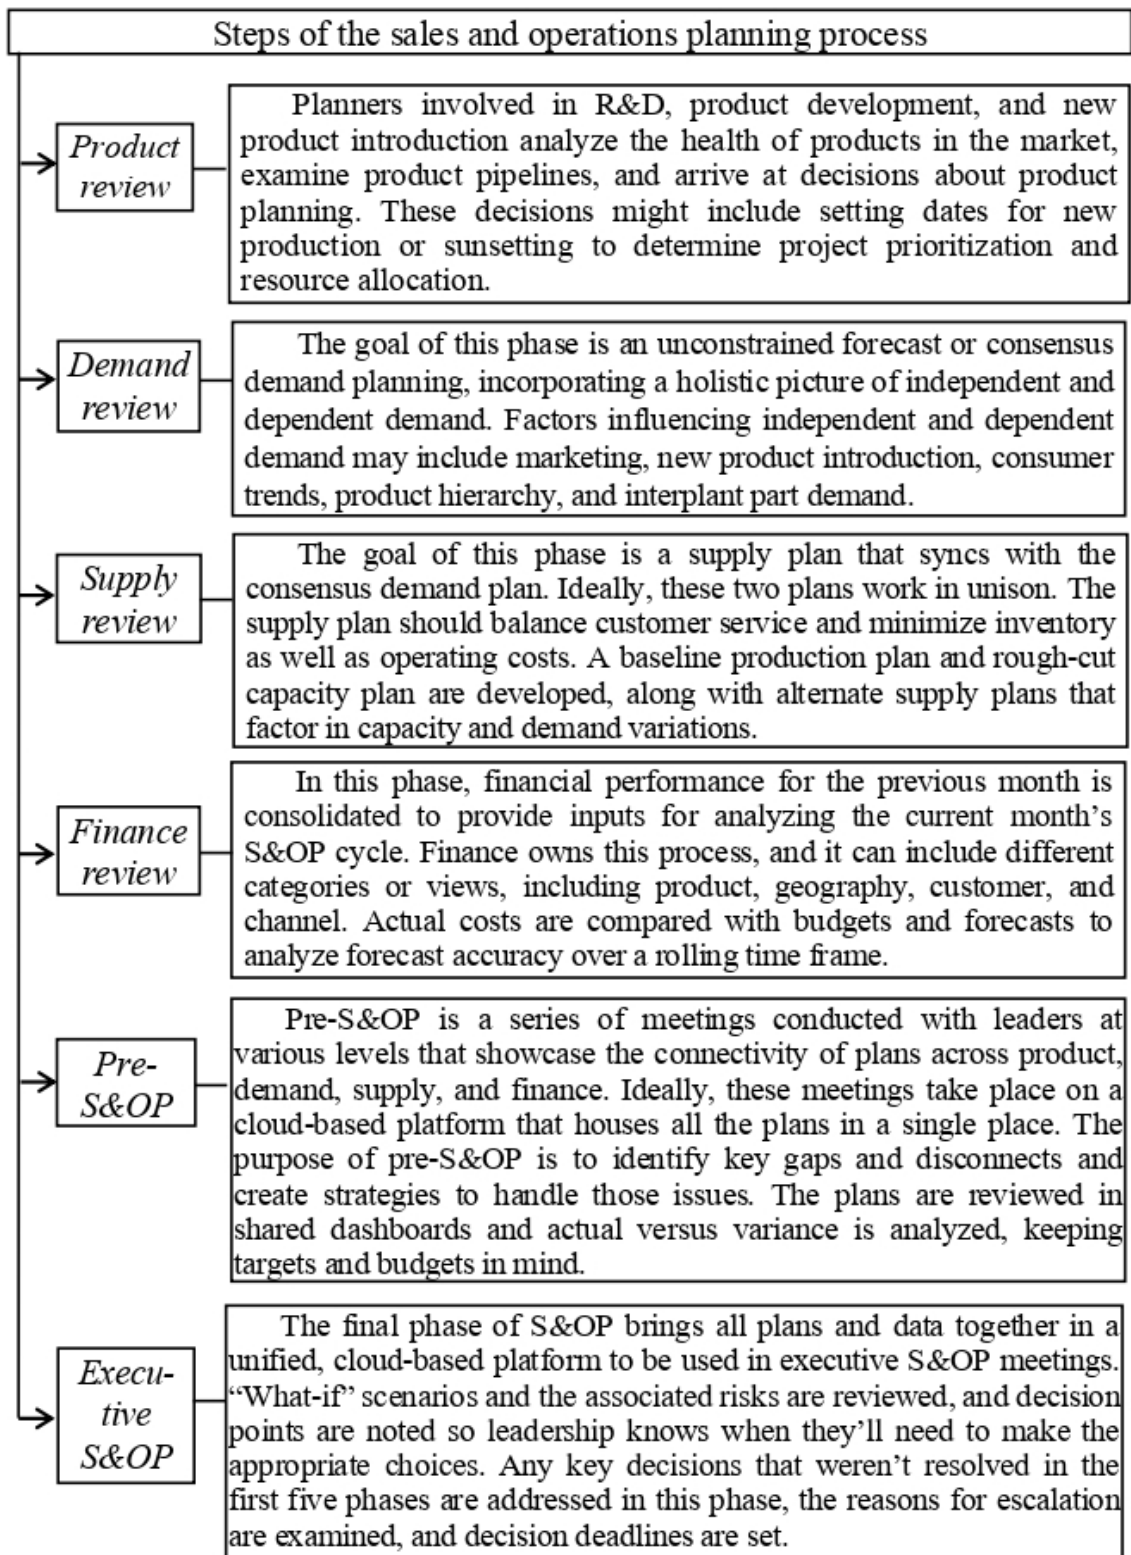 Steps of the sales and operations planning process
Product
review
Planners involved in R&D, product development, and new
product introduction analyze the health of products in the market,
examine product pipelines, and arrive at decisions about product
planning. These decisions might include setting dates for new
production or sunsetting to determine project prioritization and
resource allocation.
Demand
review
The goal of this phase is an unconstrained forecast or consensus
demand planning, incorporating a holistic picture of independent and
dependent demand. Factors influencing independent and dependent
demand may include marketing, new product introduction, consumer
trends, product hierarchy, and interplant part demand.
Supply
review
The goal of this phase is a supply plan that syncs with the
consensus demand plan. Ideally, these two plans work in unison. The
supply plan should balance customer service and minimize inventory
as well as operating costs. A baseline production plan and rough-cut
capacity plan are developed, along with alternate supply plans that
factor in capacity and demand variations.
Finance
review
In this phase, financial performance for the previous month is
consolidated to provide inputs for analyzing the current month’s
S&OP cycle. Finance owns this process, and it can include different
categories or views, including product, geography, customer, and
channel. Actual costs are compared with budgets and forecasts to
analyze forecast accuracy over a rolling time frame.
Pre-
S&OP
Pre-S&OP is a series of meetings conducted with leaders at
various levels that showcase the connectivity of plans across product,
demand, supply, and finance. Ideally, these meetings take place on a
cloud-based platform that houses all the plans in a single place. The
purpose of pre-S&OP is to identify key gaps and disconnects and
create strategies to handle those issues. The plans are reviewed in
shared dashboards and actual versus variance is analyzed, keeping
targets and budgets in mind.
Execu-
tive
S&OP
The final phase of S&OP brings all plans and data together in a
unified, cloud-based platform to be used in executive S&OP meetings.
“What-if” scenarios and the associated risks are reviewed, and decision
points are noted so leadership knows when they’ll need to make the
appropriate choices. Any key decisions that weren’t resolved in the
first five phases are addressed in this phase, the reasons for escalation
are examined, and decision deadlines are set.